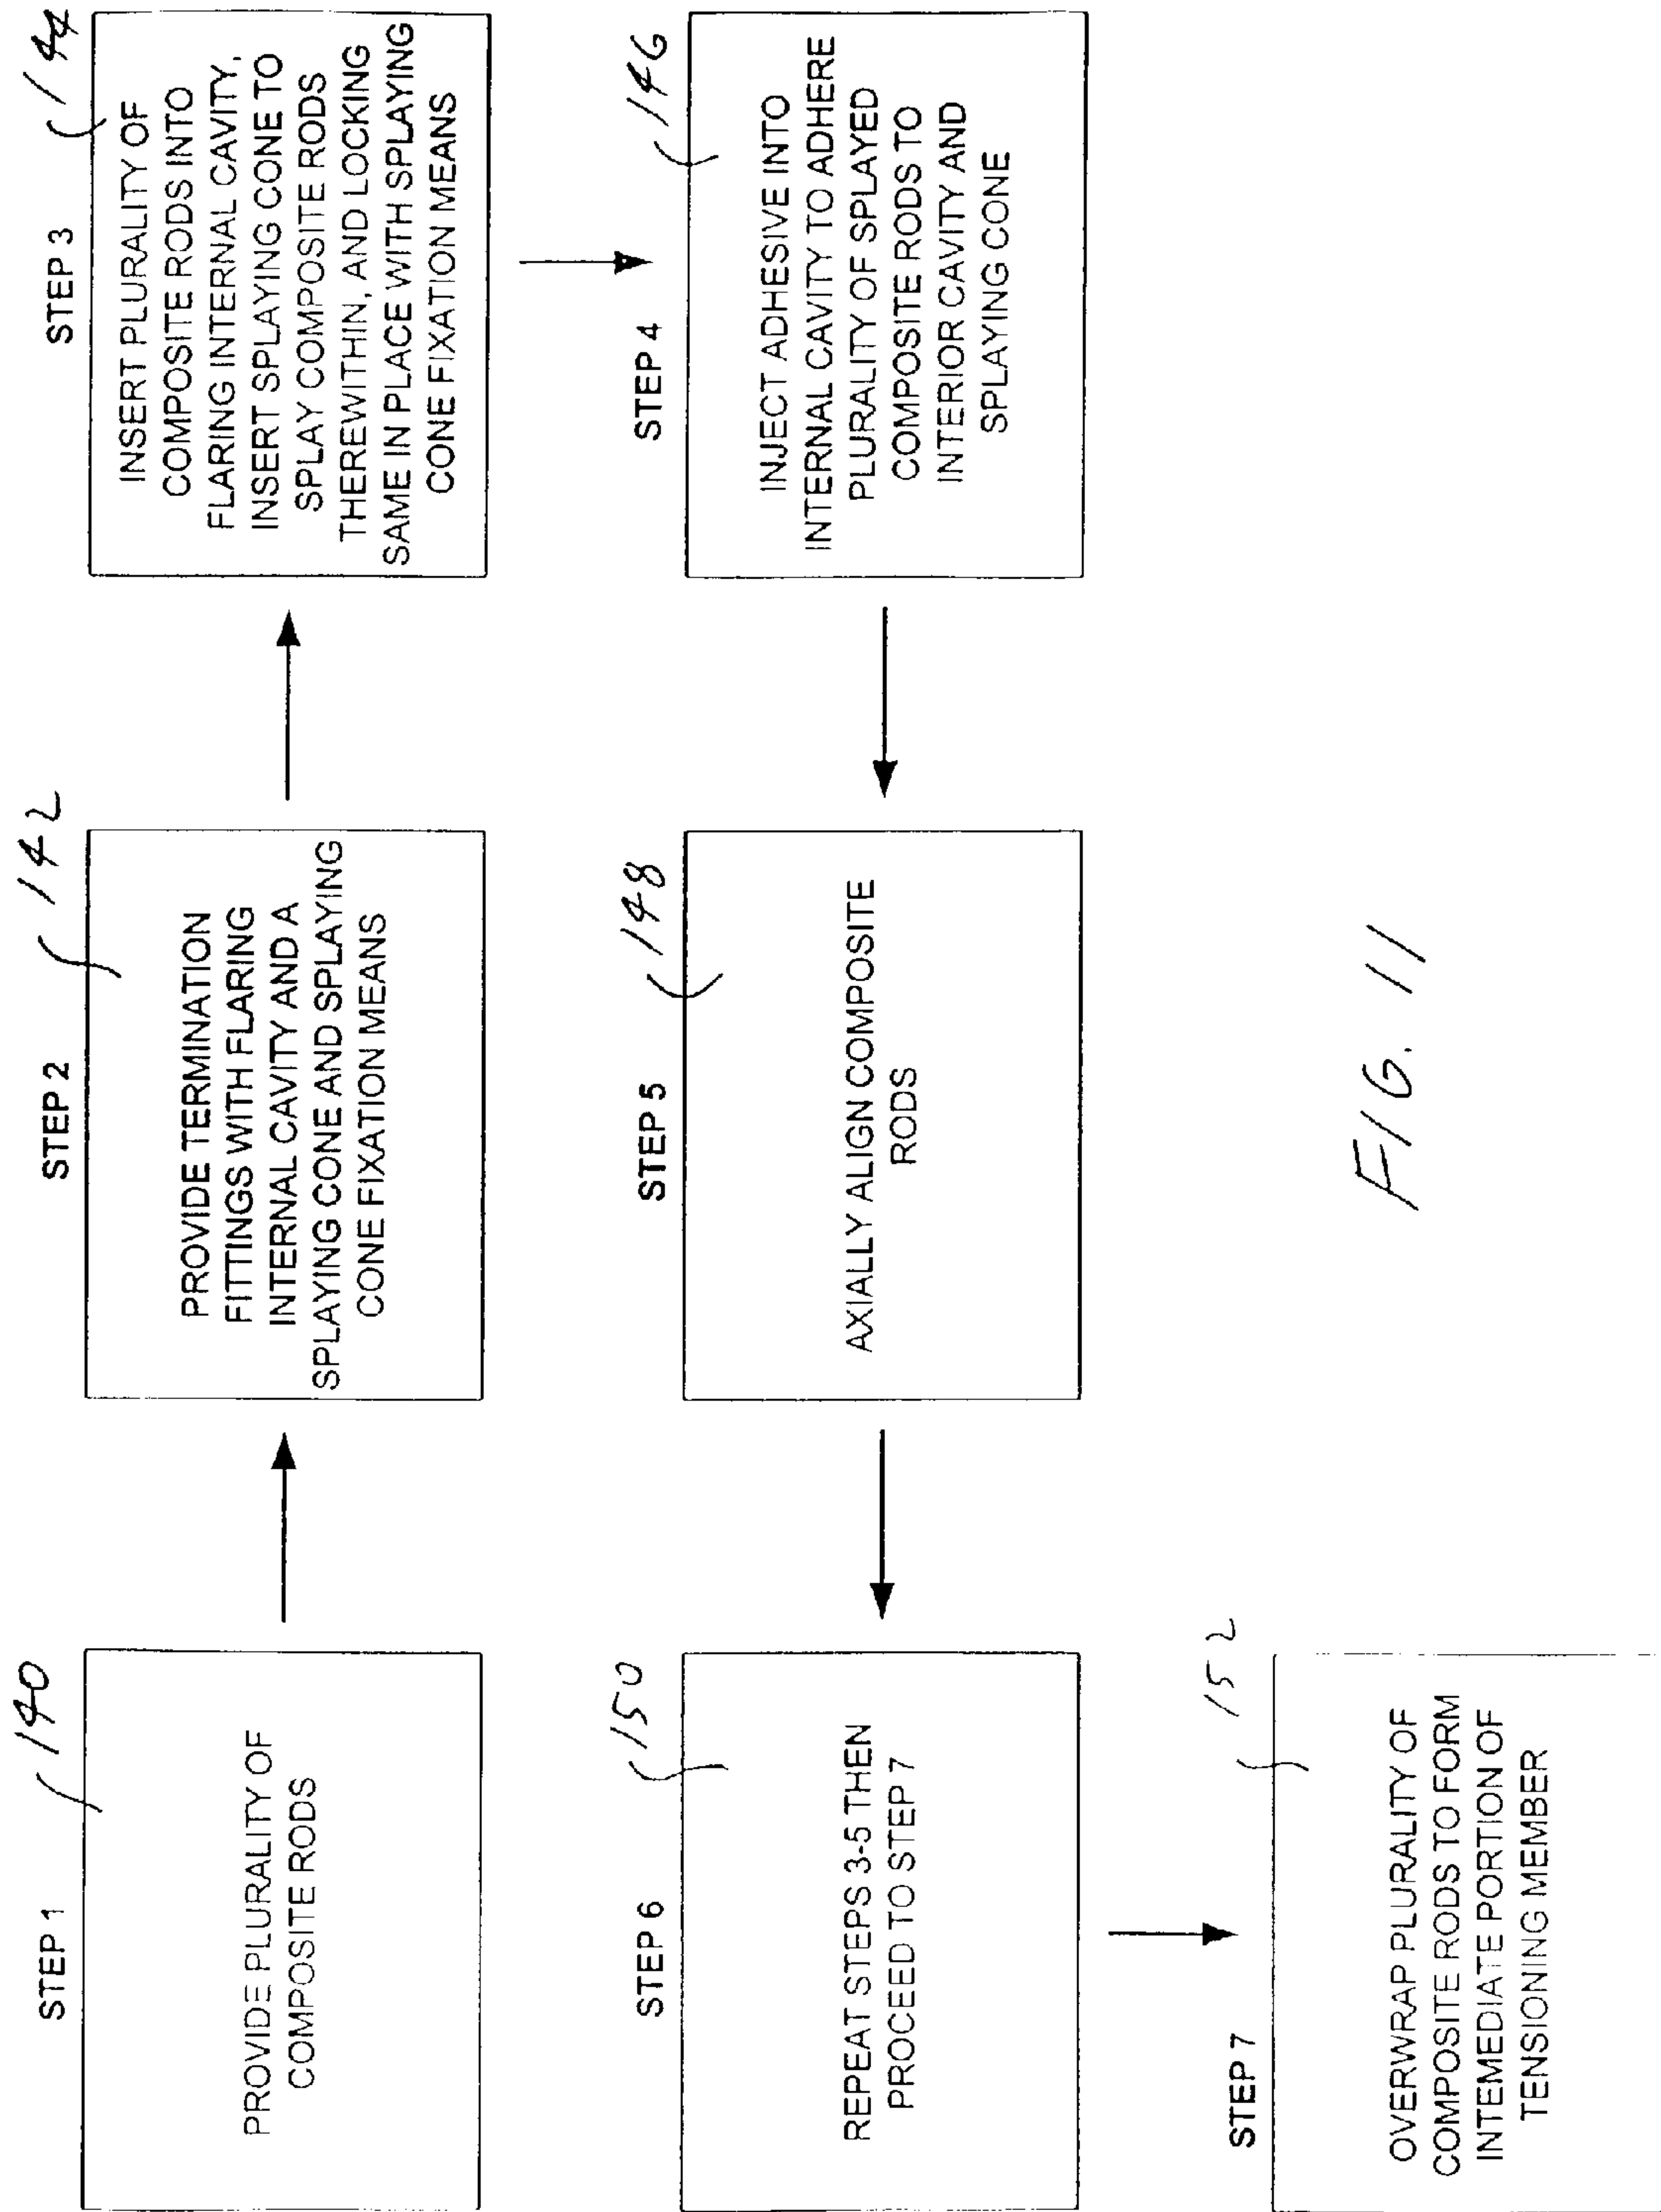 STEP 1
140
PROVIDE PLURALITY OF
COMPOSITE RODS
STEP 2
142
PROVIDE TERMINATION
FITTINGS WITH FLARING
INTERNAL CAVITY AND A
SPLAYING CONE AND SPLAYING
CONE FIXATION MEANS
STEP 3
144
INSERT PLURALITY OF
COMPOSITE RODS INTO
FLARING INTERNAL CAVITY,
INSERT SPLAYING CONE TO
SPLAY COMPOSITE RODS
THEREWITHIN, AND LOCKING
SAME IN PLACE WITH SPLAYING
CONE FIXATION MEANS
STEP 4
146
INJECT ADHESIVE INTO
INTERNAL CAVITY TO ADHERE
PLURALITY OF SPLAYED
COMPOSITE RODS TO
INTERIOR CAVITY AND
SPLAYING CONE
STEP 5
148
AXIALLY ALIGN COMPOSITE
RODS
STEP 6
150
REPEAT STEPS 3-5 THEN
PROCEED TO STEP 7
STEP 7
152
OVERWRAP PLURALITY OF
COMPOSITE RODS TO FORM
INTEMEDIATE PORTION OF
TENSIONING MEMBER
FIG. 11